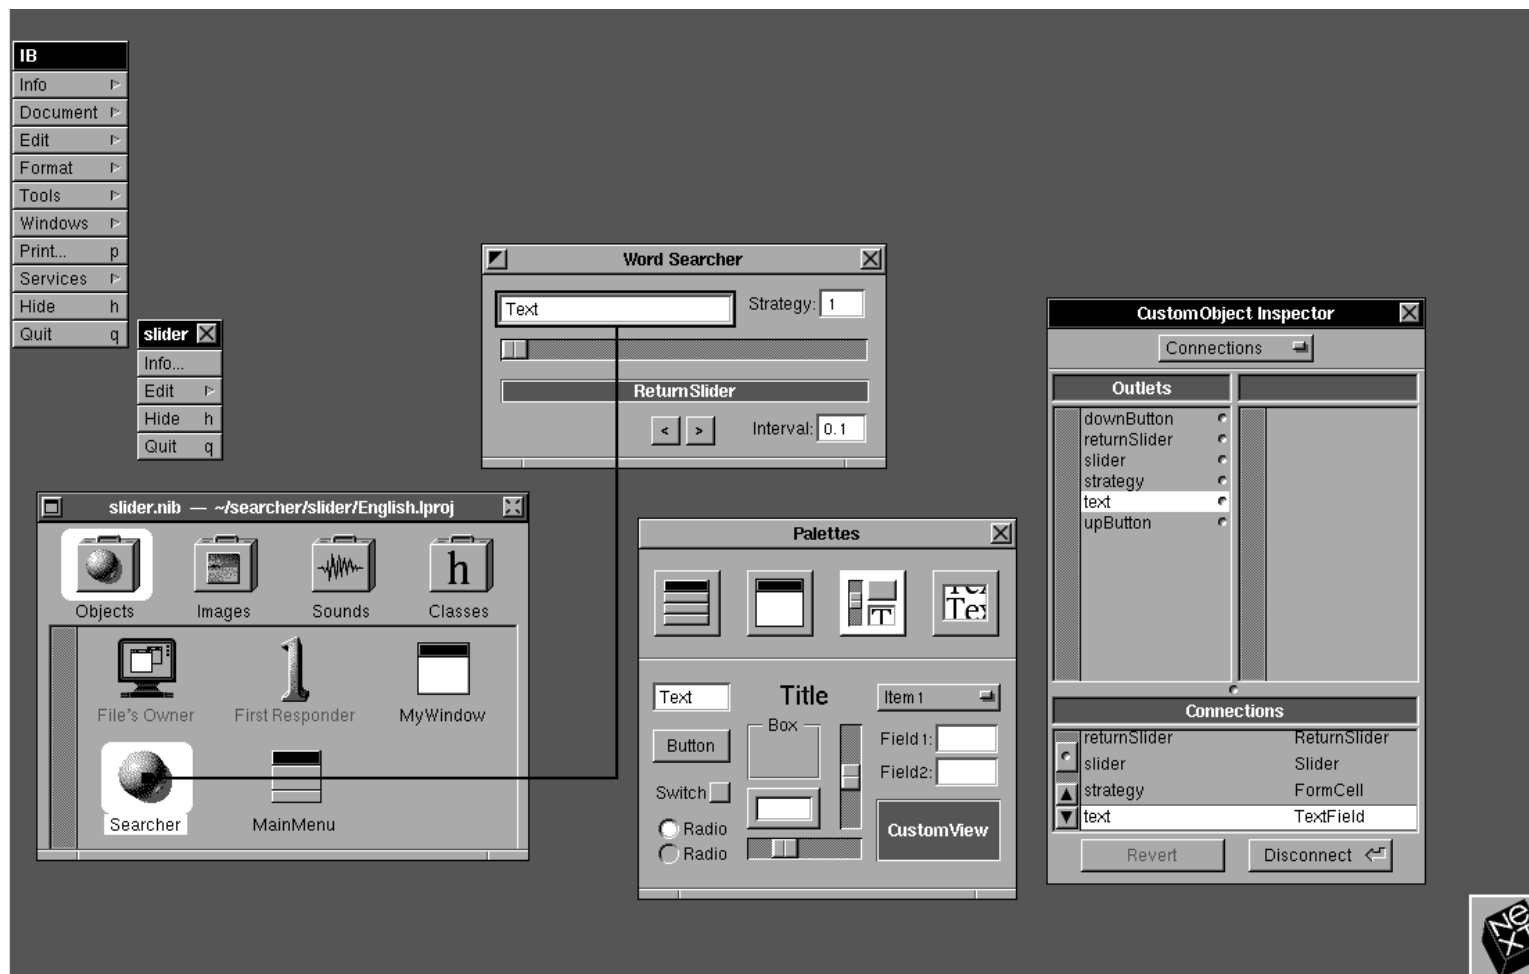 IB
Info
Document
Edit
Format
Tools
Windows
Print... p
Services
Hide h
Quit q
slider
Info...
Edit
Hide h
Quit q
Word Searcher
Text
Strategy: 1
ReturnSlider
< >
Interval: 0.1
slider.nib — ~/searcher/slider/English.lproj
h
Objects Images Sounds Classes
1
File's Owner First Responder MyWindow
Searcher MainMenu
Palettes
T
Text Title Item1
Box
Button Field1:
Field2:
Switch
Radio
CustomView
Radio
CustomObject Inspector
Connections
Outlets
downButton
returnSlider
slider
strategy
text
upButton
Connections
returnSlider ReturnSlider
slider Slider
strategy FormCell
text TextField
Revert Disconnect